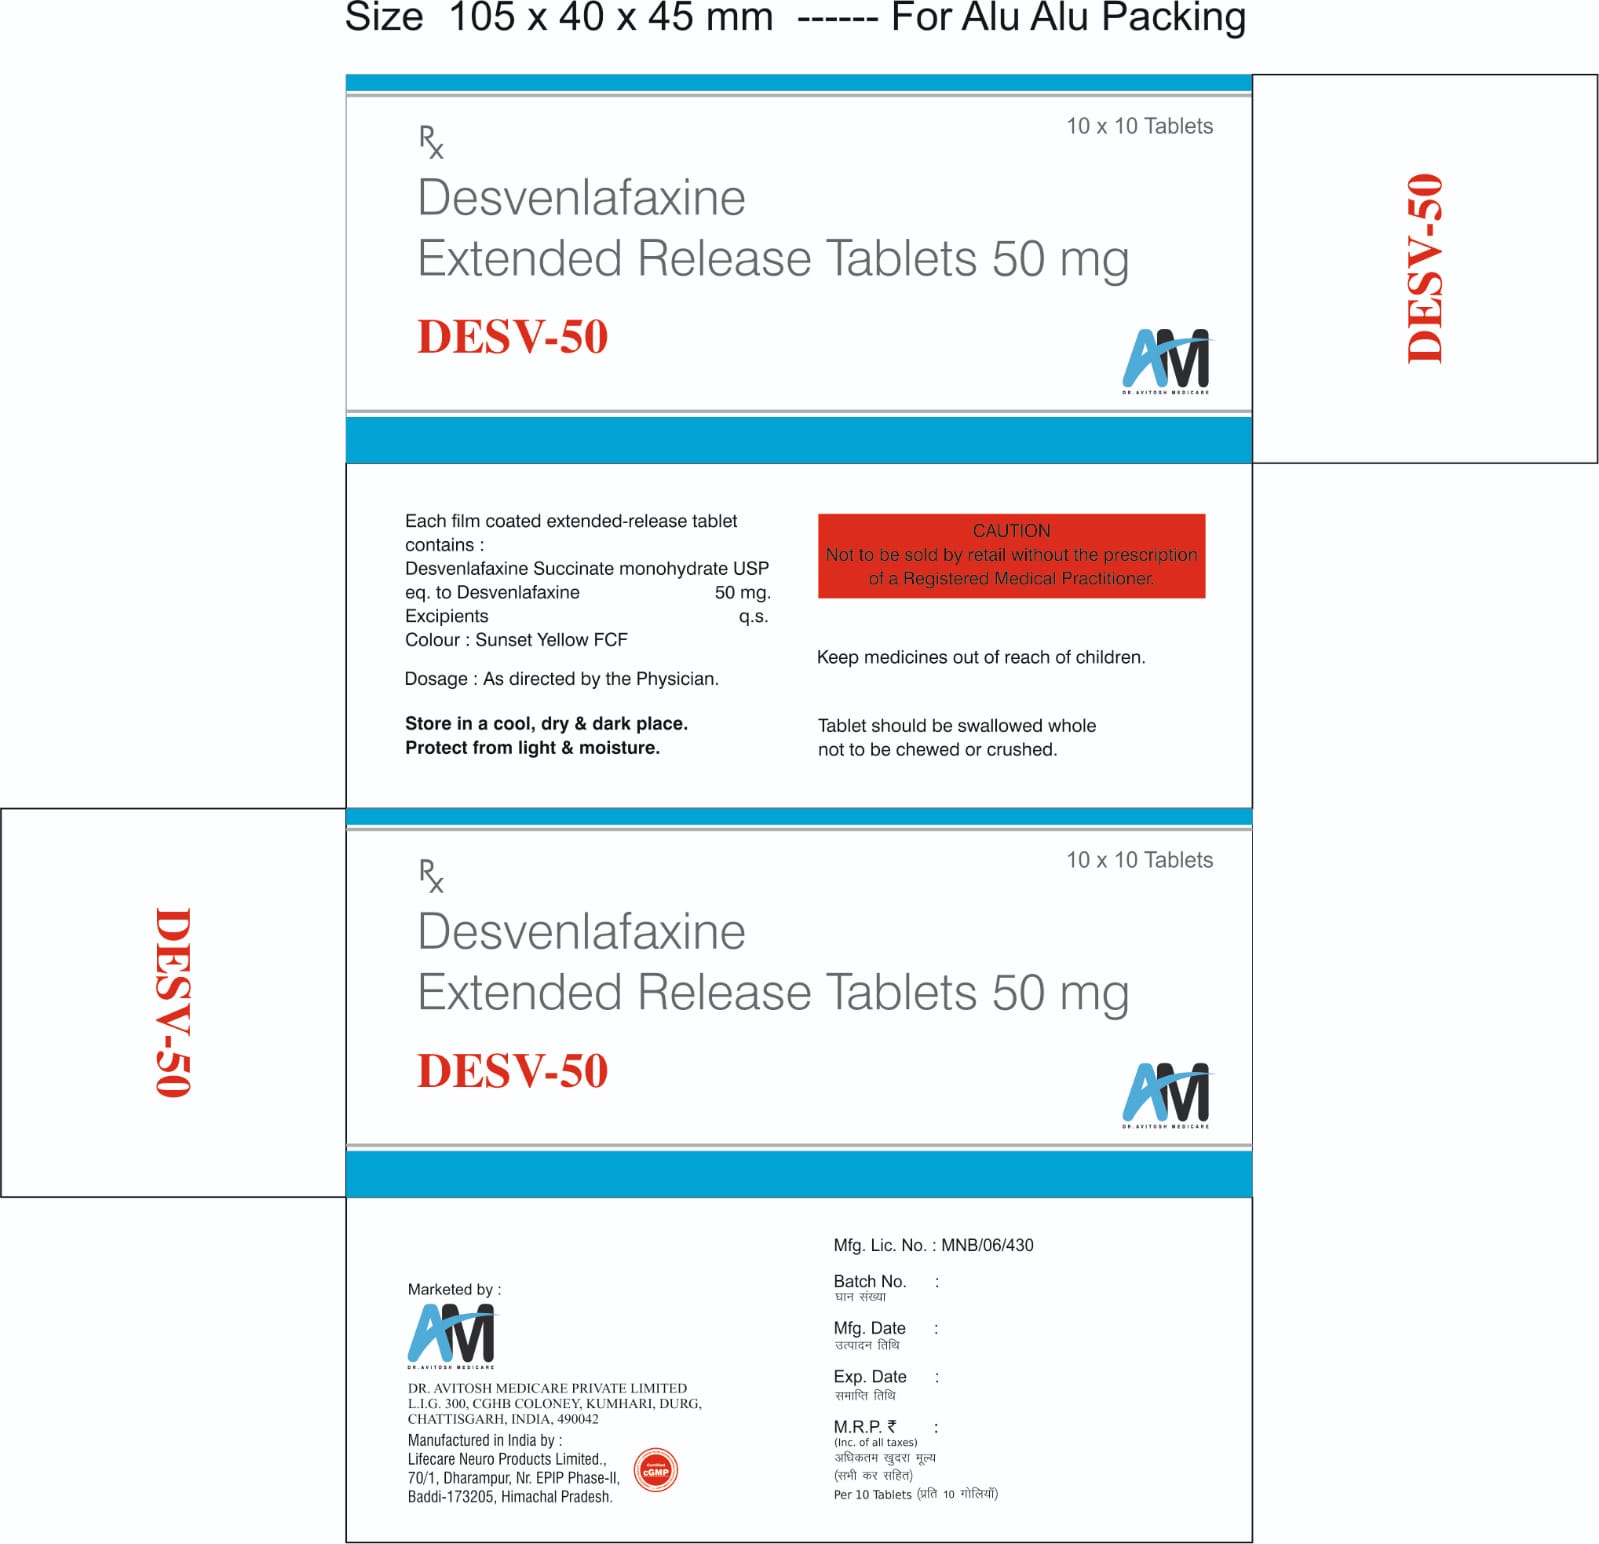 Size 105 x 40 x 45 mm ------ For Alu Alu Packing
Rx
10 x 10 Tablets
Desvenlafaxine
Extended Release Tablets 50 mg
DESV-50
AM
DR. AVITOSH MEDICARE
DESV-50
Each film coated extended-release tablet
contains :
Desvenlafaxine Succinate monohydrate USP
eq. to Desvenlafaxine 50 mg.
Excipients q.s.
Colour : Sunset Yellow FCF
Dosage : As directed by the Physician.
Store in a cool, dry & dark place.
Protect from light & moisture.
CAUTION
Not to be sold by retail without the prescription
of a Registered Medical Practitioner.
Keep medicines out of reach of children.
Tablet should be swallowed whole
not to be chewed or crushed.
DESV-50
Rx
10 x 10 Tablets
Desvenlafaxine
Extended Release Tablets 50 mg
DESV-50
AM
DR. AVITOSH MEDICARE
Marketed by :
AM
DR. AVITOSH MEDICARE
DR. AVITOSH MEDICARE PRIVATE LIMITED
L.I.G. 300, CGHB COLONEY, KUMHARI, DURG,
CHATTISGARH, INDIA, 490042
Manufactured in India by :
Lifecare Neuro Products Limited.,
70/1, Dharampur, Nr. EPIP Phase-II,
Baddi-173205, Himachal Pradesh.
Certified
cGMP
Mfg. Lic. No. : MNB/06/430
Batch No. :
घान संख्या
Mfg. Date :
उत्पादन तिथि
Exp. Date :
समाप्ति तिथि
M.R.P. ₹ :
(Inc. of all taxes)
अधिकतम खुदरा मूल्य
(सभी कर सहित)
Per 10 Tablets (प्रति 10 गोलियाँ)